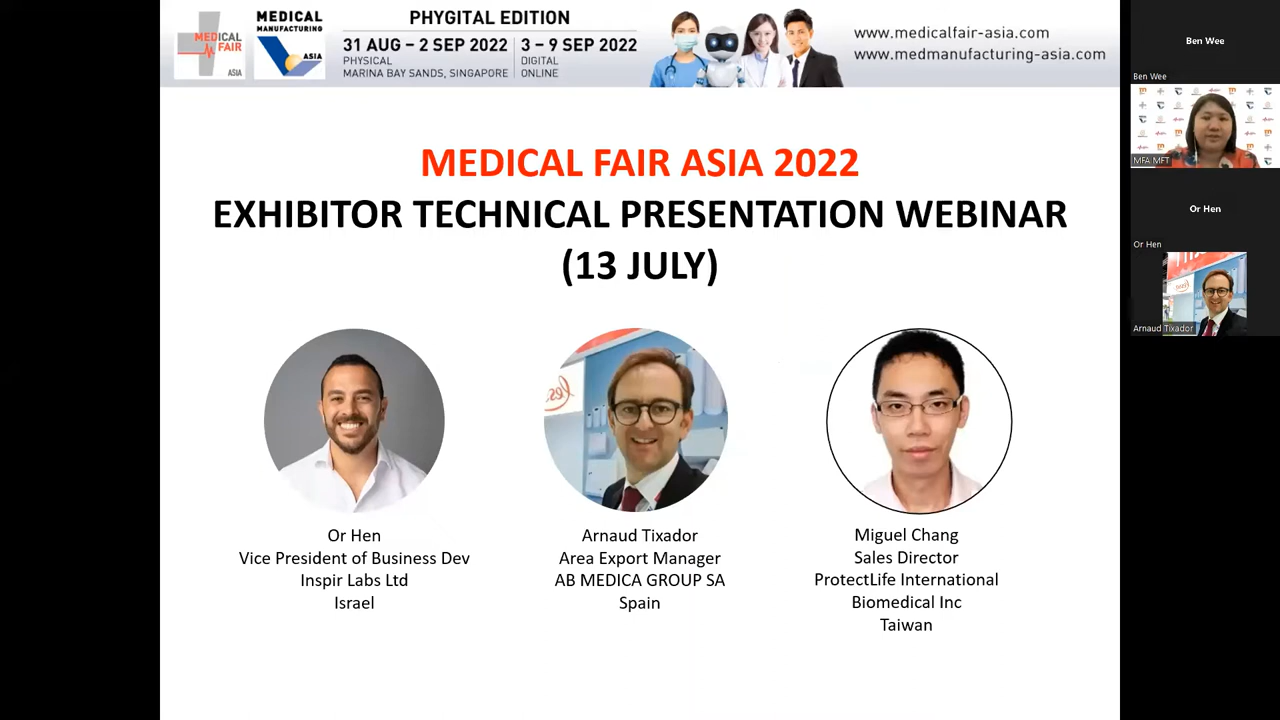 MEDICAL FAIR
ASIA
MEDICAL
MANUFACTURING
ASIA
PHYGITAL EDITION
31 AUG – 2 SEP 2022
PHYSICAL
MARINA BAY SANDS, SINGAPORE
3 – 9 SEP 2022
DIGITAL
ONLINE
www.medicalfair-asia.com
www.medmanufacturing-asia.com
MEDICAL FAIR ASIA 2022
EXHIBITOR TECHNICAL PRESENTATION WEBINAR
(13 JULY)
Or Hen
Vice President of Business Dev
Inspir Labs Ltd
Israel
Arnaud Tixador
Area Export Manager
AB MEDICA GROUP SA
Spain
Miguel Chang
Sales Director
ProtectLife International
Biomedical Inc
Taiwan
Ben Wee
Ben Wee
MFA MFT
Or Hen
Or Hen
Arnaud Tixador